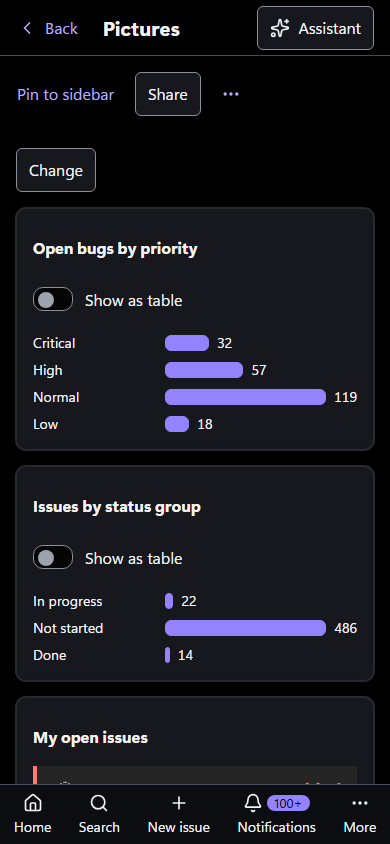 Back
Pictures
Assistant
Pin to sidebar
Share
Change
Open bugs by priority
Show as table
Critical 32
High 57
Normal 119
Low 18
Issues by status group
Show as table
In progress 22
Not started 486
Done 14
My open issues
Home
Search
New issue
100+
Notifications
More